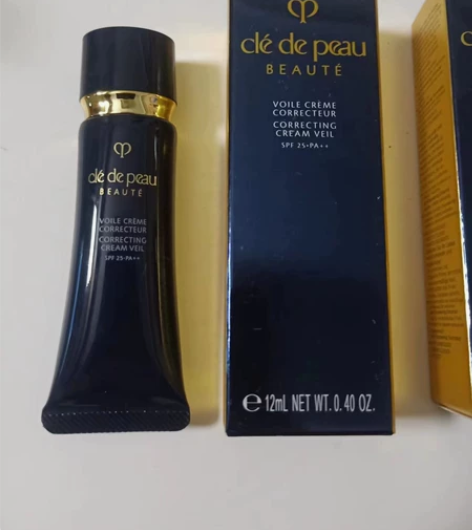 clé de peau
BEAUTÉ
VOILE CRÈME
CORRECTEUR
CORRECTING
CREAM VEIL
SPF 25•PA++
clé de peau
BEAUTÉ
VOILE CRÈME
CORRECTEUR
CORRECTING
CREAM VEIL
SPF 25•PA++
e 12mL NET WT. 0.40 OZ.